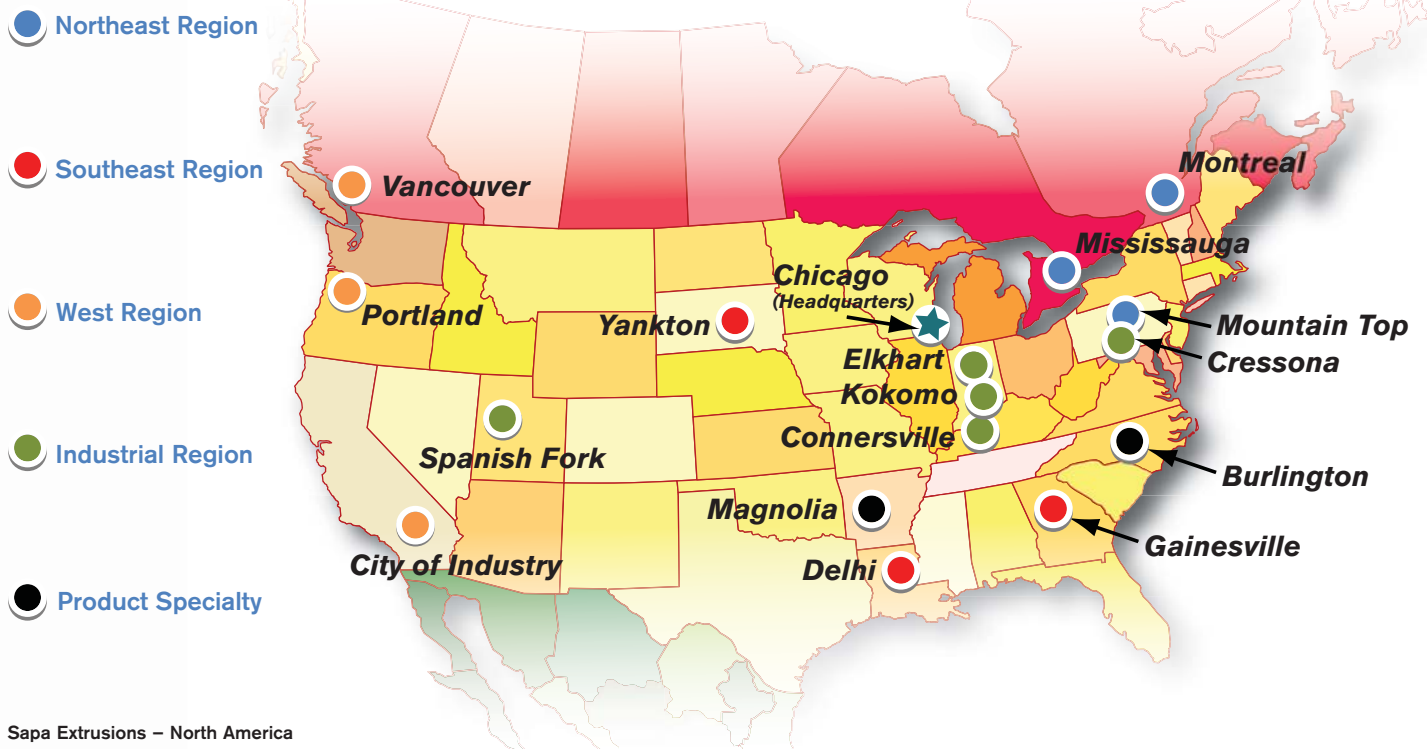 Northeast Region
Southeast Region
West Region
Industrial Region
Product Specialty
Montreal
Vancouver
Mississauga
Chicago
(Headquarters)
Portland
Yankton
Mountain Top
Elkhart
Cressona
Kokomo
Connersville
Spanish Fork
Burlington
Magnolia
Gainesville
City of Industry
Delhi
Sapa Extrusions – North America